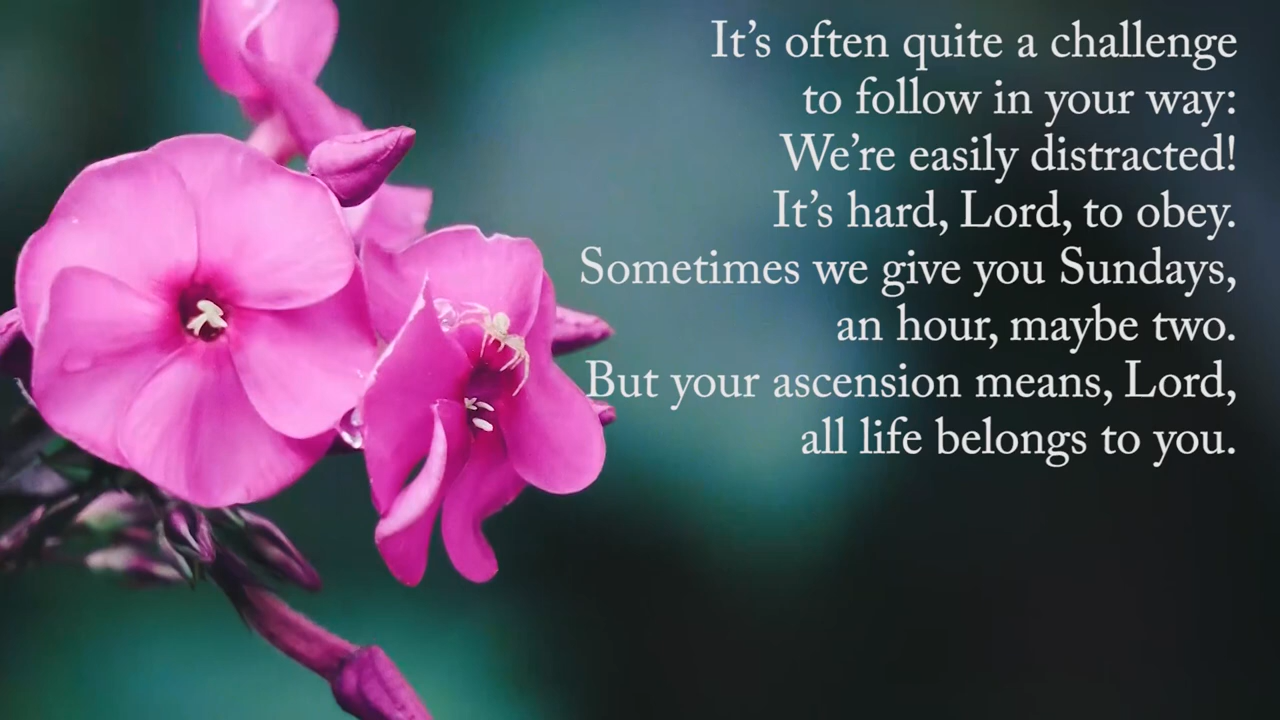 It’s often quite a challenge
to follow in your way:
We’re easily distracted!
It’s hard, Lord, to obey.
Sometimes we give you Sundays,
an hour, maybe two.
But your ascension means, Lord,
all life belongs to you.